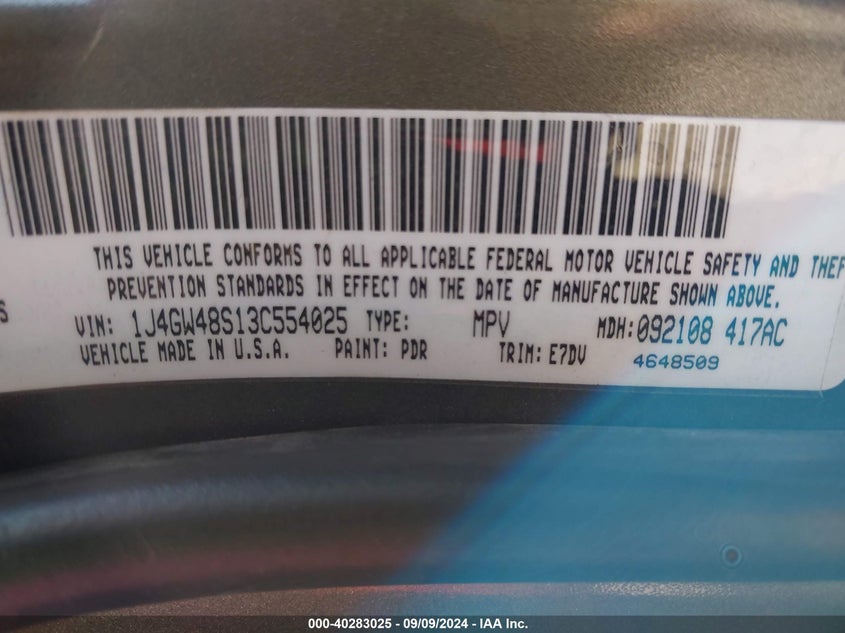 THIS VEHICLE CONFORMS TO ALL APPLICABLE FEDERAL MOTOR VEHICLE SAFETY AND THEF
PREVENTION STANDARDS IN EFFECT ON THE DATE OF MANUFACTURE SHOWN ABOVE.
S
VIN: 1J4GW48S13C554025 TYPE: MPV MDH: 092108 417AC
VEHICLE MADE IN U.S.A. PAINT: PDR TRIM: E7DV 4648509
000-40283025 - 09/09/2024 - IAA Inc.